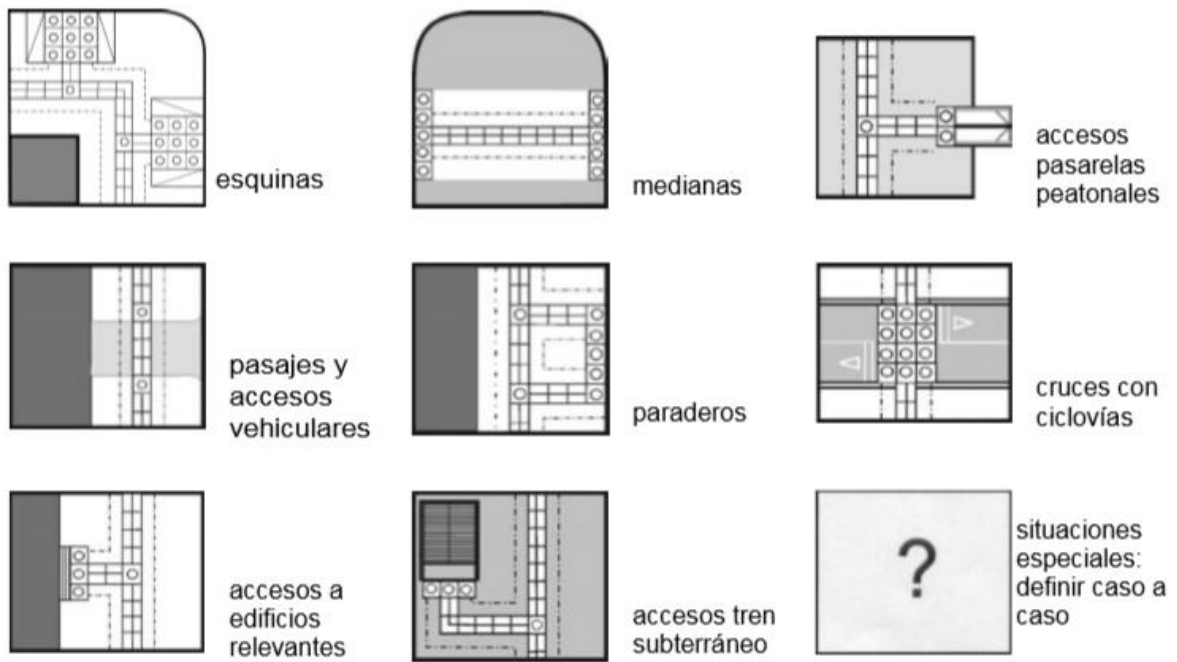 esquinas
medianas
accesos
pasarelas
peatonales
pasajes y
accesos
vehiculares
paraderos
cruces con
ciclovías
accesos a
edificios
relevantes
accesos tren
subterráneo
?
situaciones
especiales:
definir caso a
caso